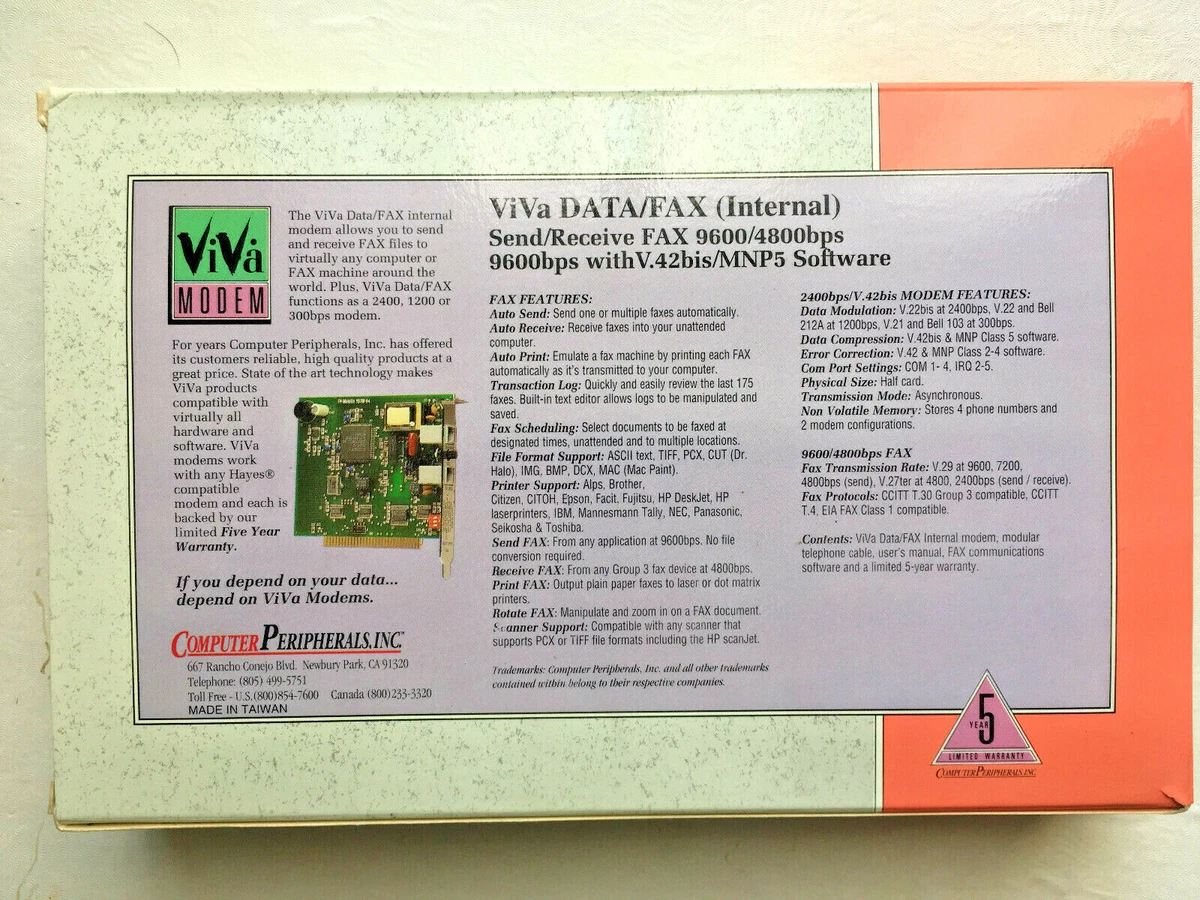 ViVa
MODEM
The ViVa Data/FAX internal
modem allows you to send
and receive FAX files to
virtually any computer or
FAX machine around the
world. Plus, ViVa Data/FAX
functions as a 2400, 1200 or
300bps modem.
For years Computer Peripherals, Inc. has offered
its customers reliable, high quality products at a
great price. State of the art technology makes
ViVa products
compatible with
virtually all
hardware and
software. ViVa
modems work
with any Hayes®
compatible
modem and each is
backed by our
limited Five Year
Warranty.
If you depend on your data...
depend on ViVa Modems.
COMPUTER PERIPHERALS, INC.™
667 Rancho Conejo Blvd. Newbury Park, CA 91320
Telephone: (805) 499-5751
Toll Free - U.S.(800)854-7600 Canada (800)233-3320
MADE IN TAIWAN
ViVa DATA/FAX (Internal)
Send/Receive FAX 9600/4800bps
9600bps withV.42bis/MNP5 Software
FAX FEATURES:
Auto Send: Send one or multiple faxes automatically.
Auto Receive: Receive faxes into your unattended
computer.
Auto Print: Emulate a fax machine by printing each FAX
automatically as it's transmitted to your computer.
Transaction Log: Quickly and easily review the last 175
faxes. Built-in text editor allows logs to be manipulated and
saved.
Fax Scheduling: Select documents to be faxed at
designated times, unattended and to multiple locations.
File Format Support: ASCII text, TIFF, PCX, CUT (Dr.
Halo), IMG, BMP, DCX, MAC (Mac Paint).
Printer Support: Alps, Brother,
Citizen, CITOH, Epson, Facit, Fujitsu, HP DeskJet, HP
laserprinters, IBM, Mannesmann Tally, NEC, Panasonic,
Seikosha & Toshiba.
Send FAX: From any application at 9600bps. No file
conversion required.
Receive FAX: From any Group 3 fax device at 4800bps.
Print FAX: Output plain paper faxes to laser or dot matrix
printers.
Rotate FAX: Manipulate and zoom in on a FAX document.
Scanner Support: Compatible with any scanner that
supports PCX or TIFF file formats including the HP scanJet.
Trademarks: Computer Peripherals, Inc. and all other trademarks
contained within belong to their respective companies.
2400bps/V.42bis MODEM FEATURES:
Data Modulation: V.22bis at 2400bps, V.22 and Bell
212A at 1200bps, V.21 and Bell 103 at 300bps.
Data Compression: V.42bis & MNP Class 5 software.
Error Correction: V.42 & MNP Class 2-4 software.
Com Port Settings: COM 1- 4, IRQ 2-5.
Physical Size: Half card.
Transmission Mode: Asynchronous.
Non Volatile Memory: Stores 4 phone numbers and
2 modem configurations.
9600/4800bps FAX
Fax Transmission Rate: V.29 at 9600, 7200,
4800bps (send), V.27ter at 4800, 2400bps (send / receive).
Fax Protocols: CCITT T.30 Group 3 compatible, CCITT
T.4, EIA FAX Class 1 compatible.
Contents: ViVa Data/FAX Internal modem, modular
telephone cable, user's manual, FAX communications
software and a limited 5-year warranty.
5
YEAR
LIMITED WARRANTY
COMPUTER PERIPHERALS, INC